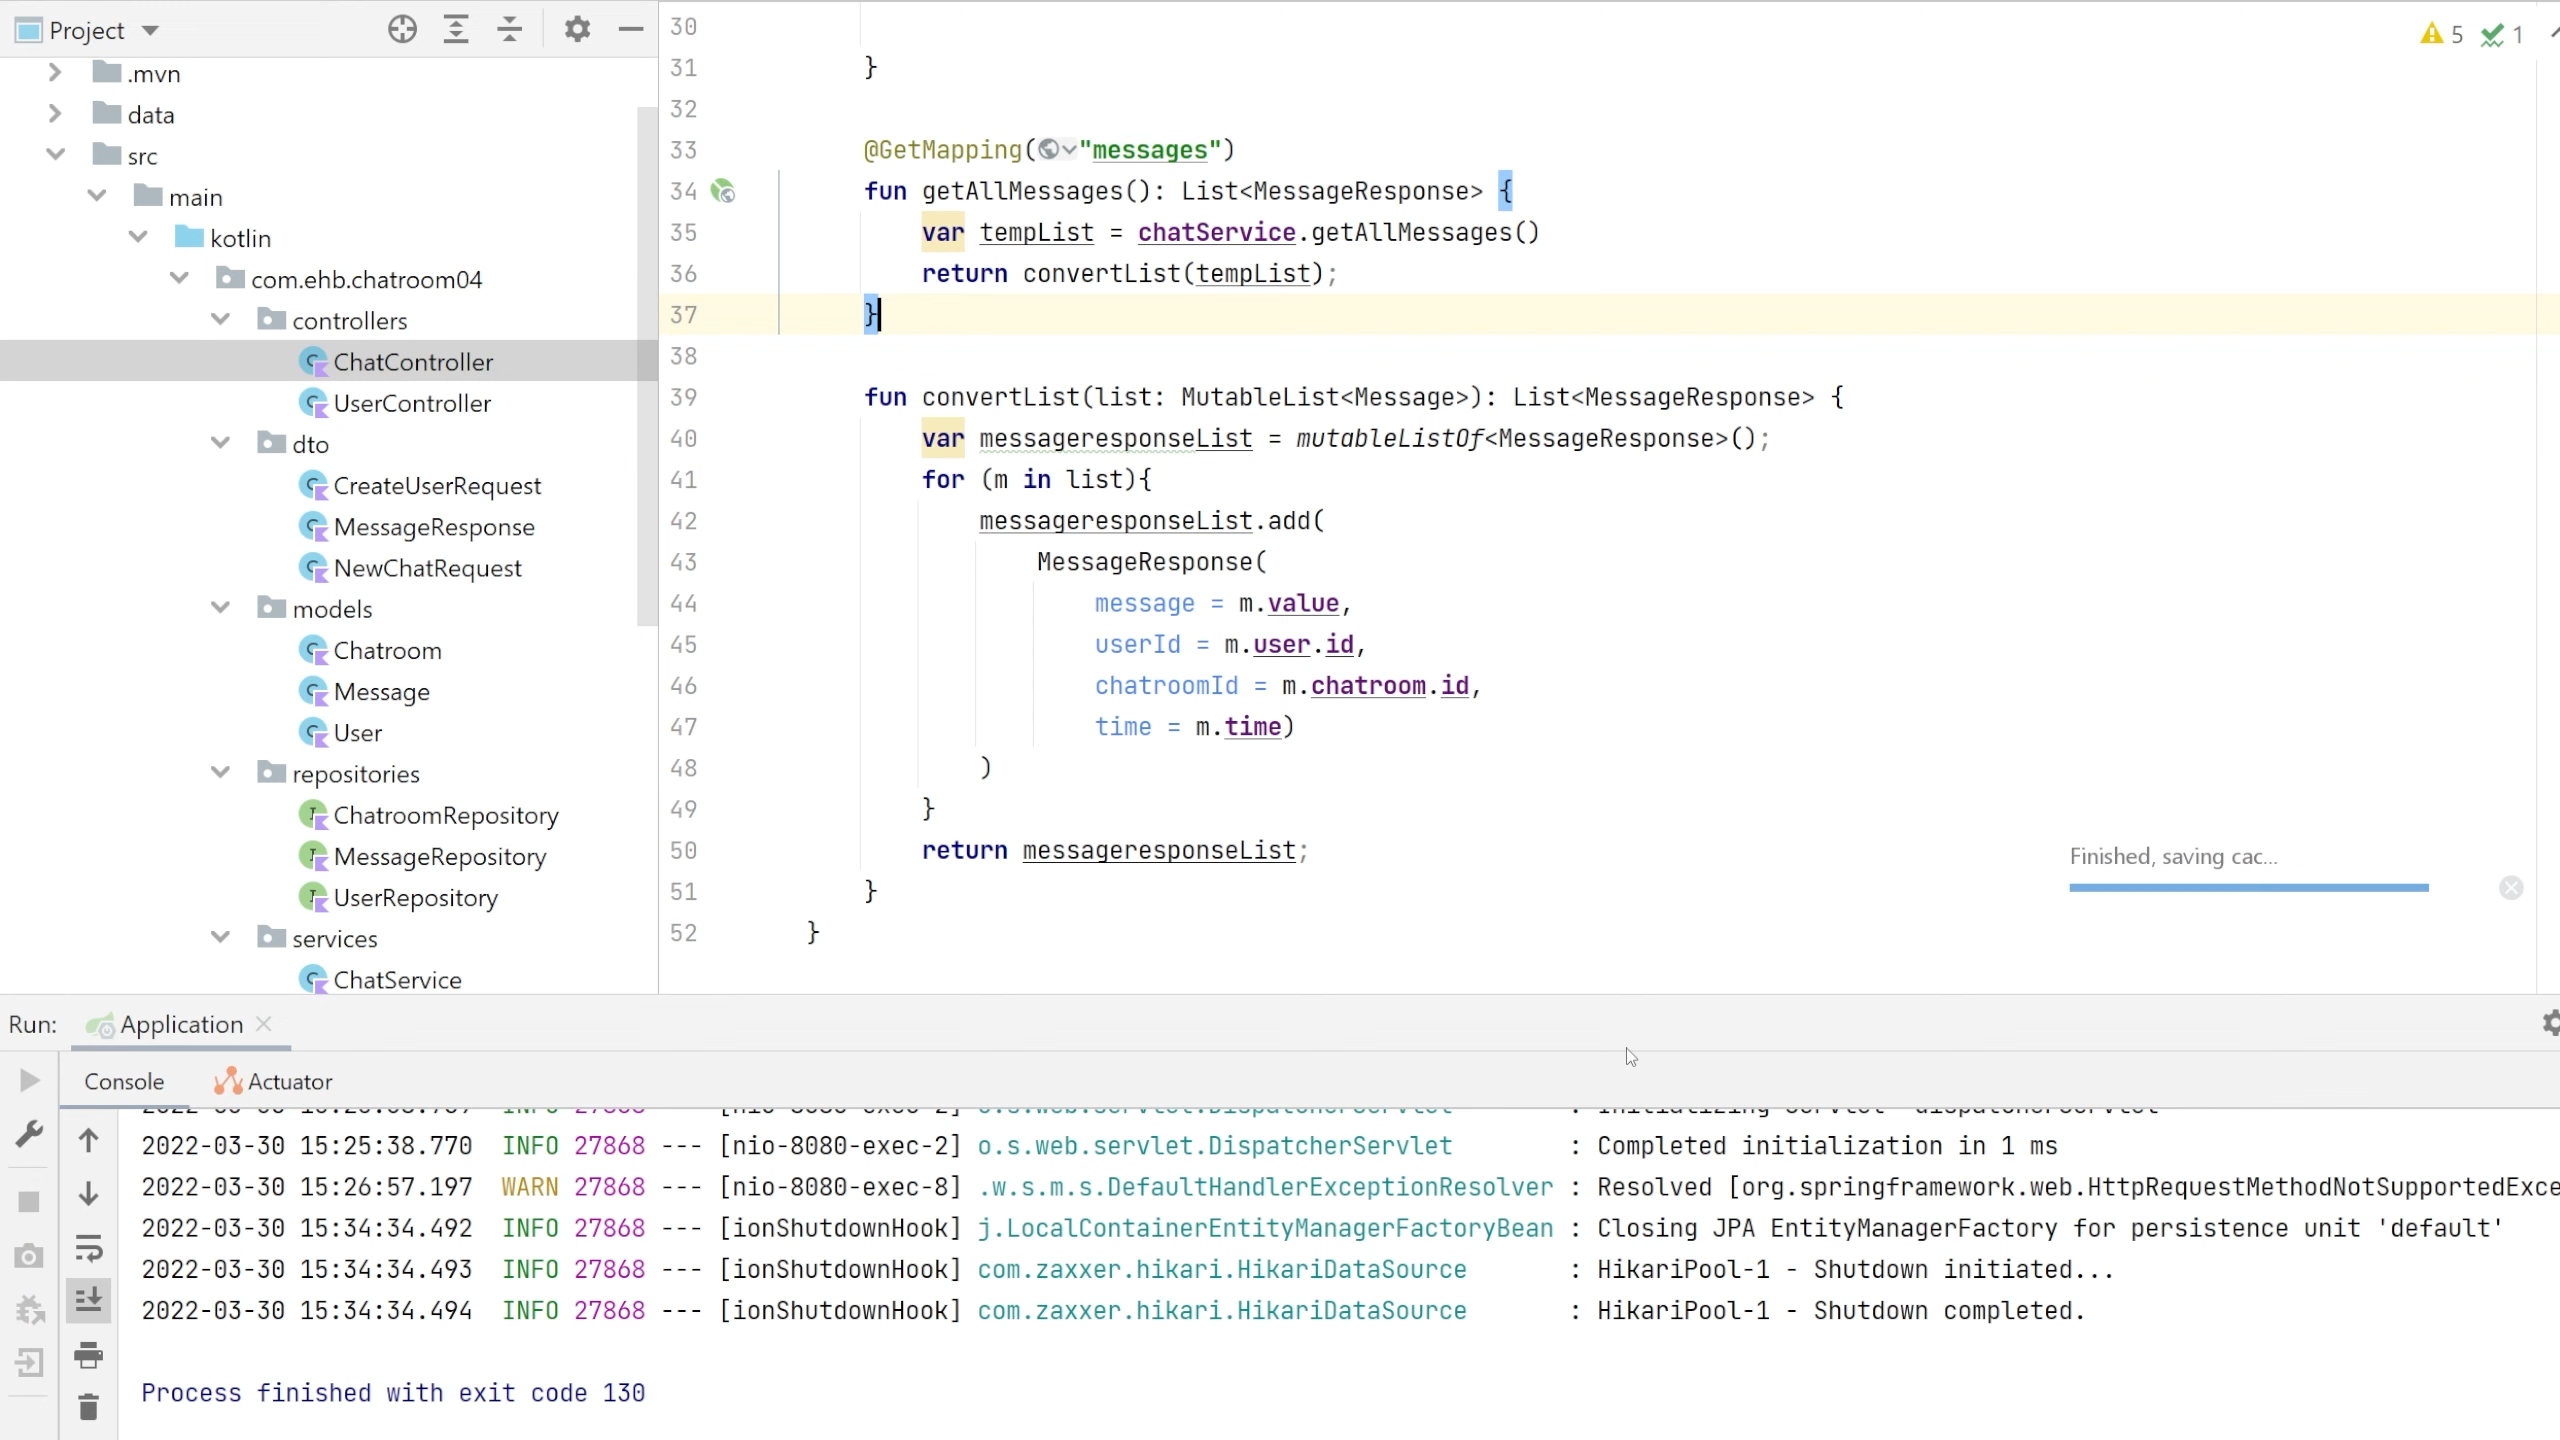 Project
.mvn
data
src
main
kotlin
com.ehb.chatroom04
controllers
ChatController
UserController
dto
CreateUserRequest
MessageResponse
NewChatRequest
models
Chatroom
Message
User
repositories
ChatroomRepository
MessageRepository
UserRepository
services
ChatService
5 1
30
31 }
32
33 @GetMapping("messages")
34 fun getAllMessages(): List<MessageResponse> {
35 var tempList = chatService.getAllMessages()
36 return convertList(tempList);
37 }
38
39 fun convertList(list: MutableList<Message>): List<MessageResponse> {
40 var messageresponseList = mutableListOf<MessageResponse>();
41 for (m in list){
42 messageresponseList.add(
43 MessageResponse(
44 message = m.value,
45 userId = m.user.id,
46 chatroomId = m.chatroom.id,
47 time = m.time)
48 )
49 }
50 return messageresponseList;
51 }
52 }
Finished, saving cac...
Run: Application
Console Actuator
2022-03-30 15:25:38.770 INFO 27868 --- [nio-8080-exec-2] o.s.web.servlet.DispatcherServlet : Completed initialization in 1 ms
2022-03-30 15:26:57.197 WARN 27868 --- [nio-8080-exec-8] .w.s.m.s.DefaultHandlerExceptionResolver : Resolved [org.springframework.web.HttpRequestMethodNotSupportedExce
2022-03-30 15:34:34.492 INFO 27868 --- [ionShutdownHook] j.LocalContainerEntityManagerFactoryBean : Closing JPA EntityManagerFactory for persistence unit 'default'
2022-03-30 15:34:34.493 INFO 27868 --- [ionShutdownHook] com.zaxxer.hikari.HikariDataSource : HikariPool-1 - Shutdown initiated...
2022-03-30 15:34:34.494 INFO 27868 --- [ionShutdownHook] com.zaxxer.hikari.HikariDataSource : HikariPool-1 - Shutdown completed.
Process finished with exit code 130